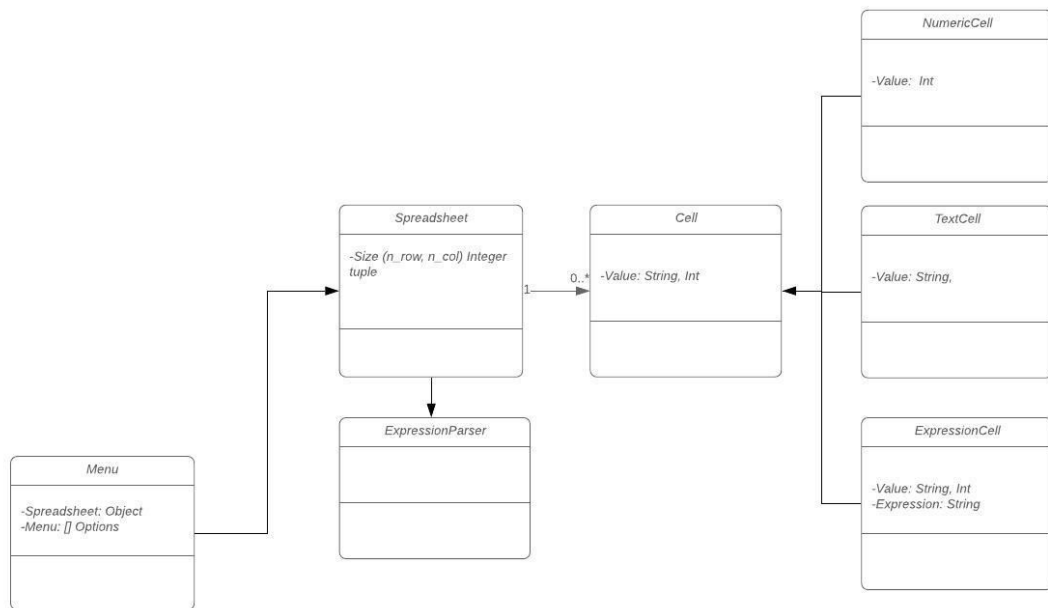 NumericCell
-Value:  Int
Spreadsheet
-Size (n_row, n_col) Integer
tuple
1
0..*
Cell
-Value: String, Int
TextCell
-Value: String,
ExpressionParser
ExpressionCell
-Value: String, Int
-Expression: String
Menu
-Spreadsheet: Object
-Menu: [] Options